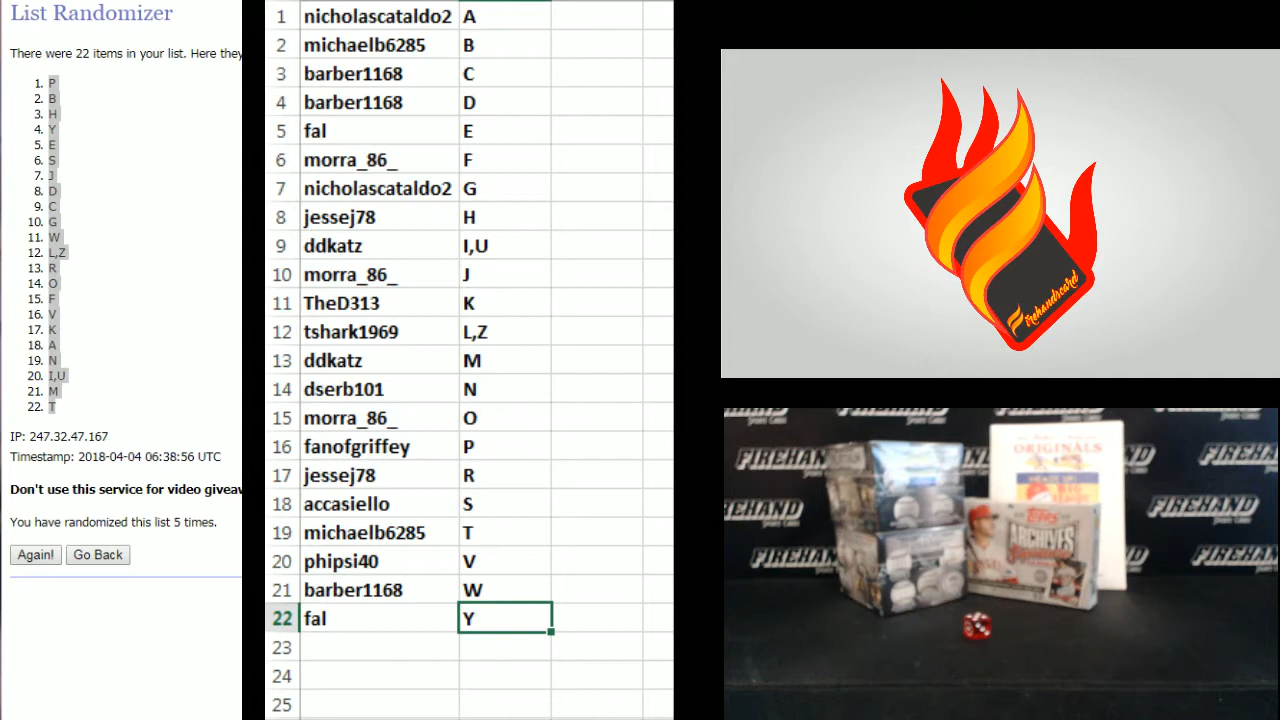 List Randomizer
There were 22 items in your list. Here they
1. P
2. B
3. H
4. Y
5. E
6. S
7. J
8. D
9. C
10. G
11. W
12. L,Z
13. R
14. O
15. F
16. V
17. K
18. A
19. N
20. I,U
21. M
22. T
IP: 247.32.47.167
Timestamp: 2018-04-04 06:38:56 UTC
Don't use this service for video giveav
You have randomized this list 5 times.
Again! Go Back
1 nicholascataldo2 A
2 michaelb6285 B
3 barber1168 C
4 barber1168 D
5 fal E
6 morra_86_ F
7 nicholascataldo2 G
8 jessej78 H
9 ddkatz I,U
10 morra_86_ J
11 TheD313 K
12 tshark1969 L,Z
13 ddkatz M
14 dserb101 N
15 morra_86_ O
16 fanofgriffey P
17 jessej78 R
18 accasiello S
19 michaelb6285 T
20 phipsi40 V
21 barber1168 W
22 fal Y
23
24
25
Firehandscard
FIREHAND
FIREHAND
FIREHAND
ORIGINALS
Topps
ARCHIVES